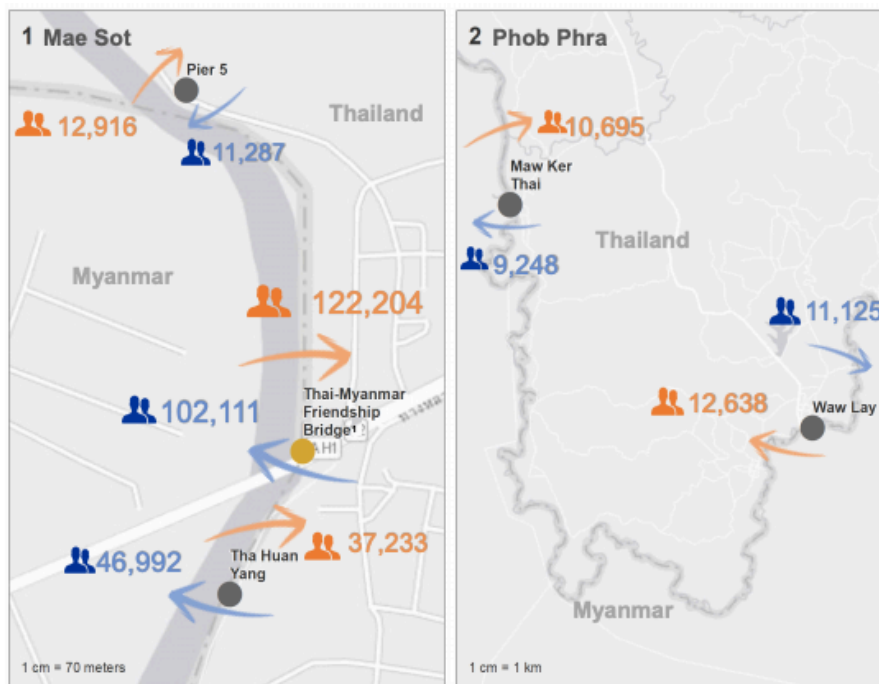 1 Mae Sot
Pier 5
Thailand
12,916
11,287
Myanmar
122,204
102,111
Thai-Myanmar
Friendship
Bridge¹
AH1
46,992
37,233
Tha Huan
Yang
1 cm = 70 meters
2 Phob Phra
10,695
Maw Ker
Thai
Thailand
9,248
11,125
12,638
Waw Lay
Myanmar
1 cm = 1 km